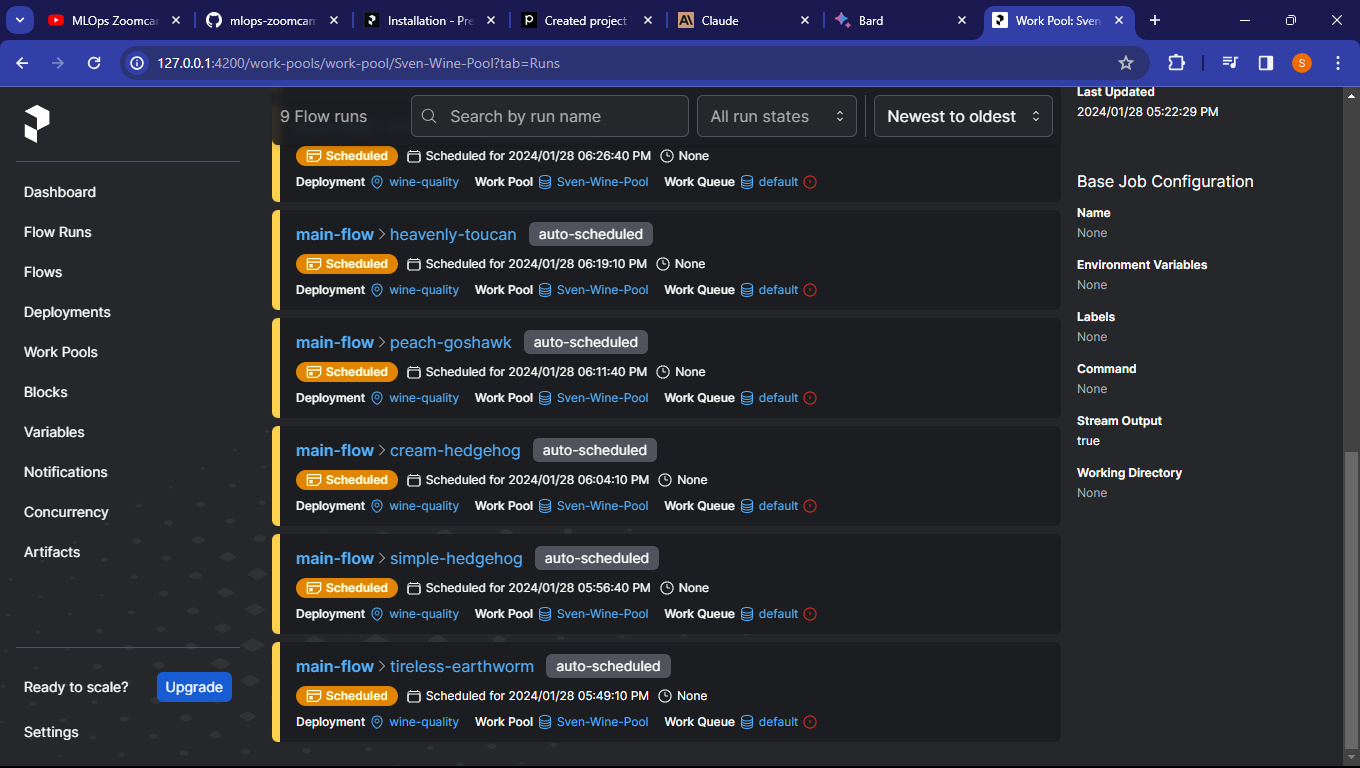 MLOps Zoomcam
mlops-zoomcam
Installation - Pre
Created project
Claude
Bard
Work Pool: Sven
127.0.0.1:4200/work-pools/work-pool/Sven-Wine-Pool?tab=Runs
S
Dashboard
Flow Runs
Flows
Deployments
Work Pools
Blocks
Variables
Notifications
Concurrency
Artifacts
Ready to scale? Upgrade
Settings
9 Flow runs Search by run name All run states Newest to oldest
Scheduled Scheduled for 2024/01/28 06:26:40 PM None
Deployment wine-quality Work Pool Sven-Wine-Pool Work Queue default
main-flow > heavenly-toucan auto-scheduled
Scheduled Scheduled for 2024/01/28 06:19:10 PM None
Deployment wine-quality Work Pool Sven-Wine-Pool Work Queue default
main-flow > peach-goshawk auto-scheduled
Scheduled Scheduled for 2024/01/28 06:11:40 PM None
Deployment wine-quality Work Pool Sven-Wine-Pool Work Queue default
main-flow > cream-hedgehog auto-scheduled
Scheduled Scheduled for 2024/01/28 06:04:10 PM None
Deployment wine-quality Work Pool Sven-Wine-Pool Work Queue default
main-flow > simple-hedgehog auto-scheduled
Scheduled Scheduled for 2024/01/28 05:56:40 PM None
Deployment wine-quality Work Pool Sven-Wine-Pool Work Queue default
main-flow > tireless-earthworm auto-scheduled
Scheduled Scheduled for 2024/01/28 05:49:10 PM None
Deployment wine-quality Work Pool Sven-Wine-Pool Work Queue default
Last Updated
2024/01/28 05:22:29 PM
Base Job Configuration
Name
None
Environment Variables
None
Labels
None
Command
None
Stream Output
true
Working Directory
None